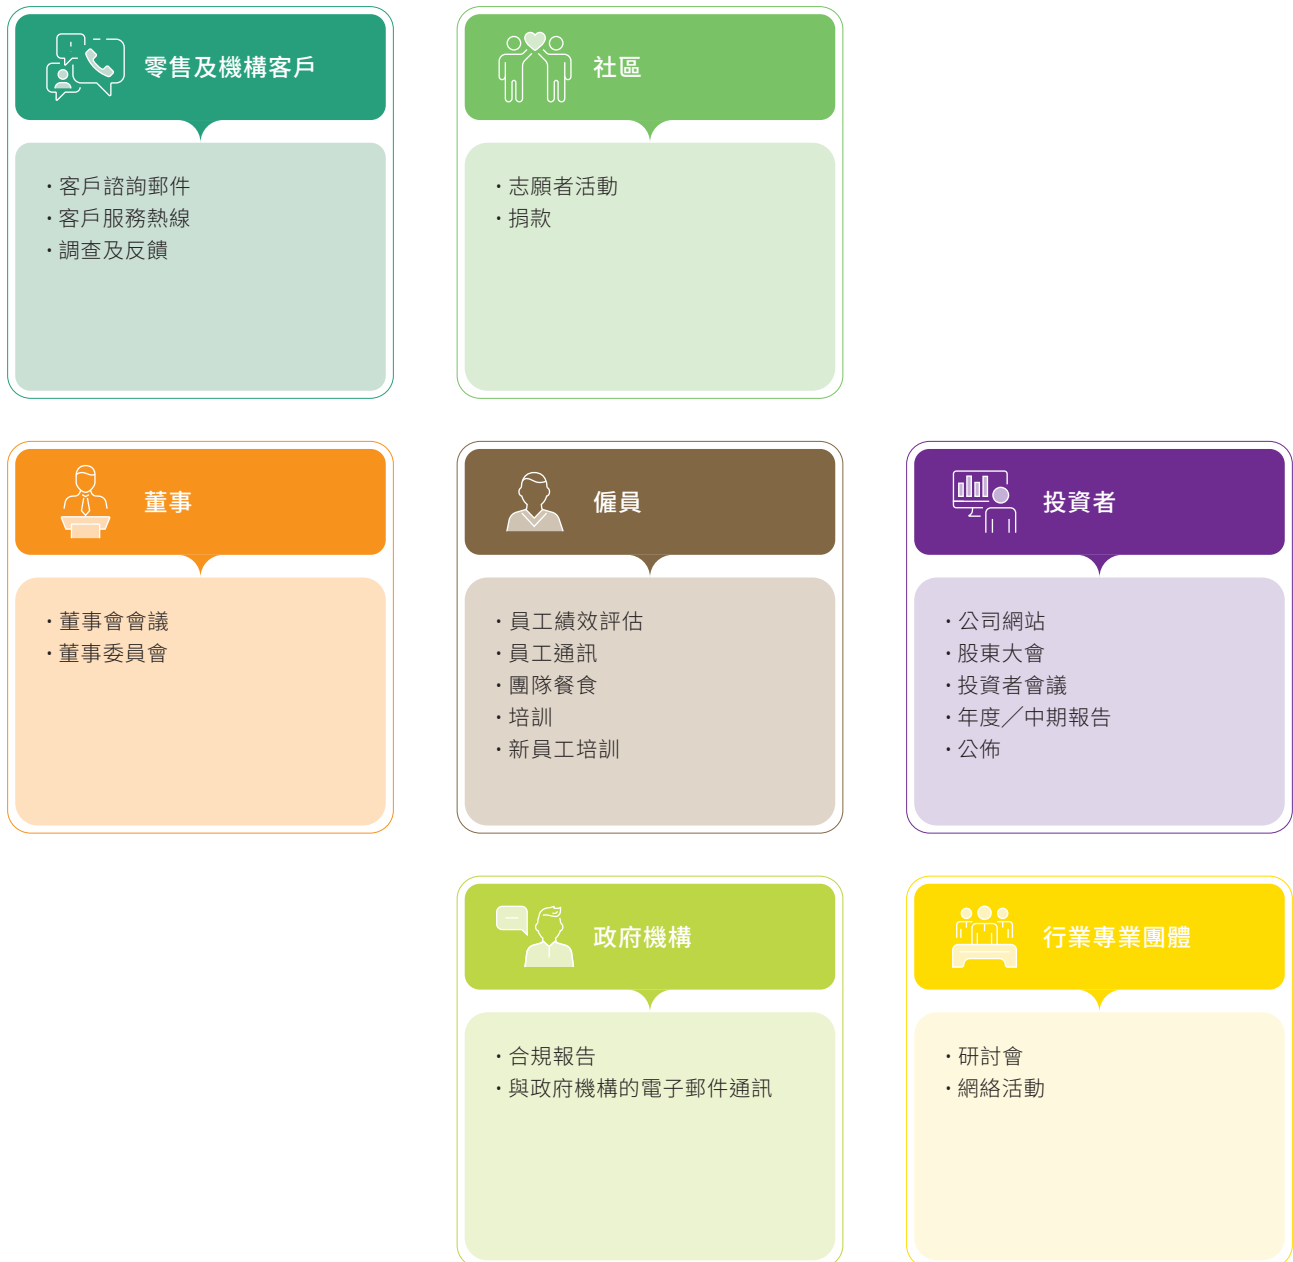 零售及機構客戶
・客戶諮詢郵件
・客戶服務熱線
・調查及反饋
社區
・志願者活動
・捐款
董事
・董事會會議
・董事委員會
僱員
・員工績效評估
・員工通訊
・團隊餐食
・培訓
・新員工培訓
投資者
・公司網站
・股東大會
・投資者會議
・年度／中期報告
・公佈
政府機構
・合規報告
・與政府機構的電子郵件通訊
行業專業團體
・研討會
・網絡活動